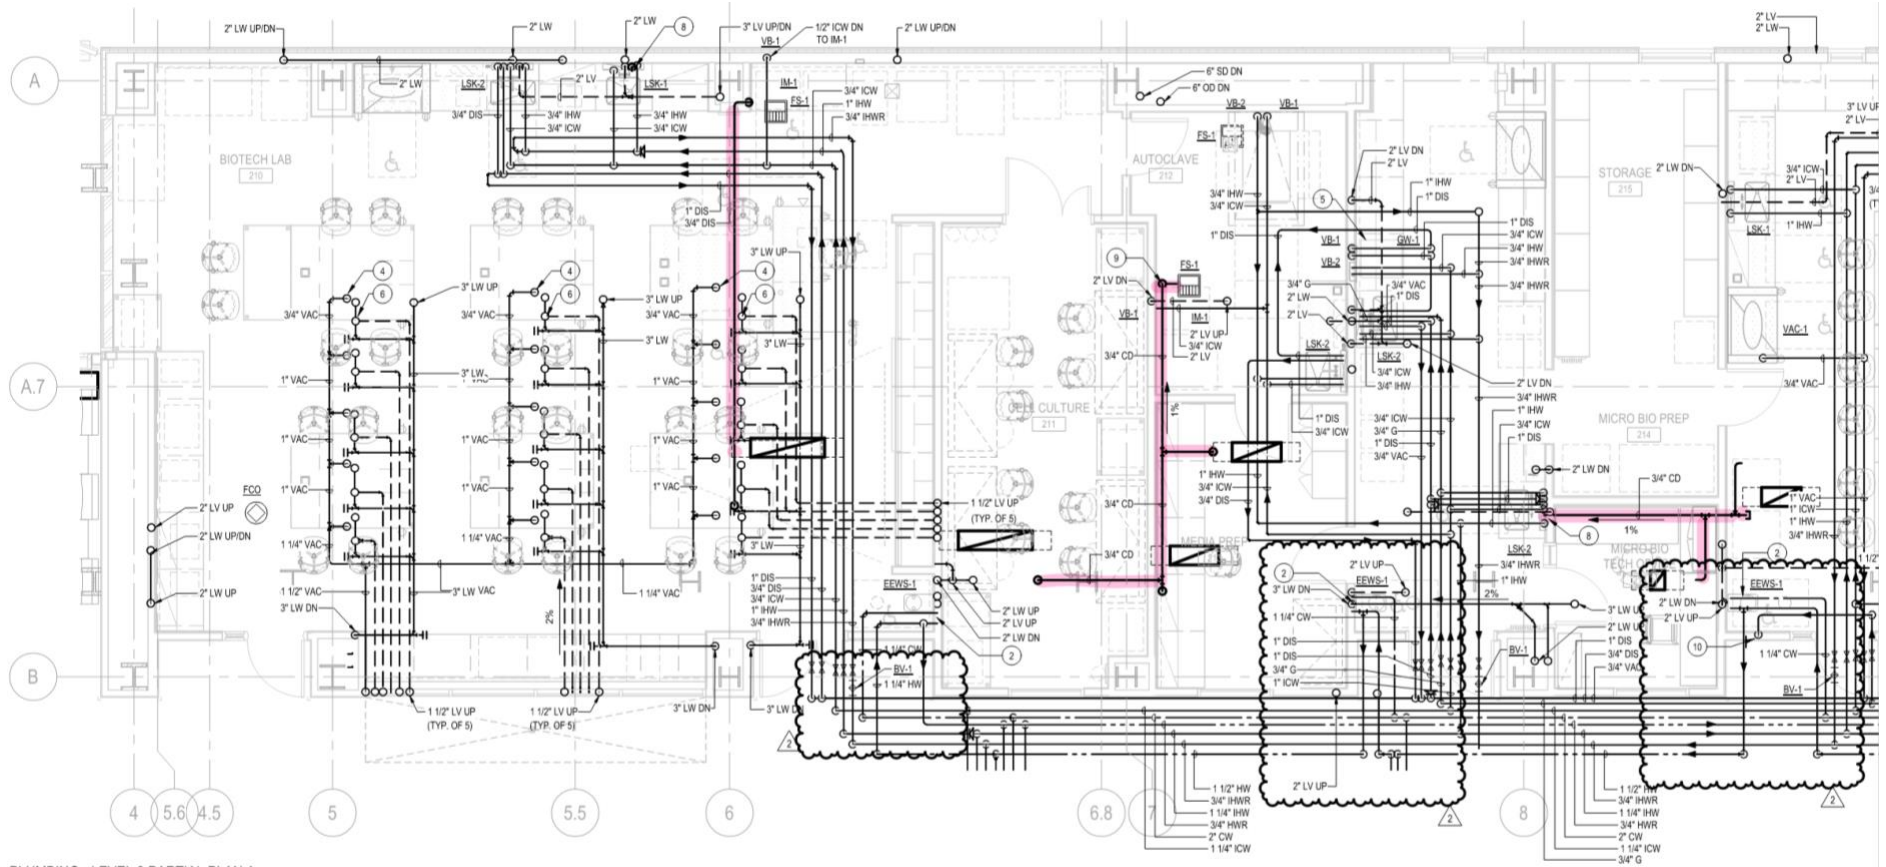 2" LV
2" LW
2" LW UP/DN
2" LW
2" LW
8
3" LV UP/DN
1/2" ICW DN
TO IM-1
VB-1
2" LW UP/DN
A
2" LW
LSK-2
2" LV
LSK-1
IM-1
FS-1
3/4" ICW
1" IHW
3/4" IHWR
6" SD DN
6" OD DN
VB-2
VB-1
FS-1
3/4" DIS
3/4" IHW
3/4" ICW
3/4" IHW
3/4" ICW
2" LV DN
2" LV
BIOTECH LAB
210
AUTOCLAVE
212
STORAGE
215
2" LW DN
3/4" ICW
2" LV
LSK-1
1" IHW
3/4" IHW
3/4" ICW
5
1" IHW
1" DIS
1" DIS
3/4" DIS
1" DIS
VB-1
GW-1
VB-2
1" DIS
3/4" ICW
3/4" IHW
3/4" IHWR
3/4" IHWR
3" LW UP
9
FS-1
2" LV DN
VB-1
IM-1
2" LV UP
3/4" ICW
2" LV
3/4" G
2" LW
2" LV
3/4" VAC
1" DIS
4
6
3" LW UP
3/4" VAC
4
6
3" LW UP
3/4" VAC
4
6
3/4" VAC
3" LW
3" LW
3" LW
1" VAC
1" VAC
1" VAC
3/4" CD
LSK-2
LSK-2
3/4" ICW
3/4" IHW
VAC-1
3/4" VAC
A.7
2" LV DN
3/4" IHWR
1" IHW
3/4" ICW
1" DIS
1%
CELL CULTURE
211
1" DIS
3/4" ICW
3/4" ICW
3/4" G
1" DIS
3/4" VAC
MICRO BIO PREP
214
1" VAC
1" VAC
1" VAC
1" VAC
1" VAC
1" VAC
2" LW DN
3/4" CD
1" IHW
3/4" ICW
3/4" DIS
FCO
2" LV UP
2" LW UP/DN
2" LW UP
1 1/2" LV UP
(TYP. OF 5)
3/4" CD
1" VAC
1" ICW
1" IHW
3/4" IHWR
1%
8
1 1/4" VAC
1 1/4" VAC
3" LW
3/4" CD
MEDIA PREP
LSK-2
3/4" IHWR
1" IHW
2
EEWS-1
1 1/2" VAC
3" LW DN
3" LW
VAC
1 1/4" VAC
2%
1" DIS
3/4" DIS
3/4" ICW
1" IHW
3/4" IHWR
EEWS-1
2" LW UP
2" LV UP
2" LW DN
2
2
2" LV UP
EEWS-1
3" LW DN
1 1/4" CW
2%
2" LW DN
2" LV UP
10
1 1/4" CW
BV-1
1" DIS
3/4" DIS
3/4" VAC
B
1 1/4" CW
BV-1
1 1/4" HW
1" DIS
1" DIS
3/4" G
1" ICW
BV-1
1 1/2" LV UP
(TYP. OF 5)
1 1/2" LV UP
(TYP. OF 5)
3" LW DN
2
2" LV UP
2
2
4
5.6
4.5
5
5.5
6
6.8
7
8
1 1/2" HW
3/4" IHWR
1 1/4" IHW
3/4" HWR
2" CW
1 1/4" ICW
1 1/2" HW
3/4" IHWR
1 1/4" IHW
3/4" HWR
2" CW
1 1/4" ICW
3/4" G